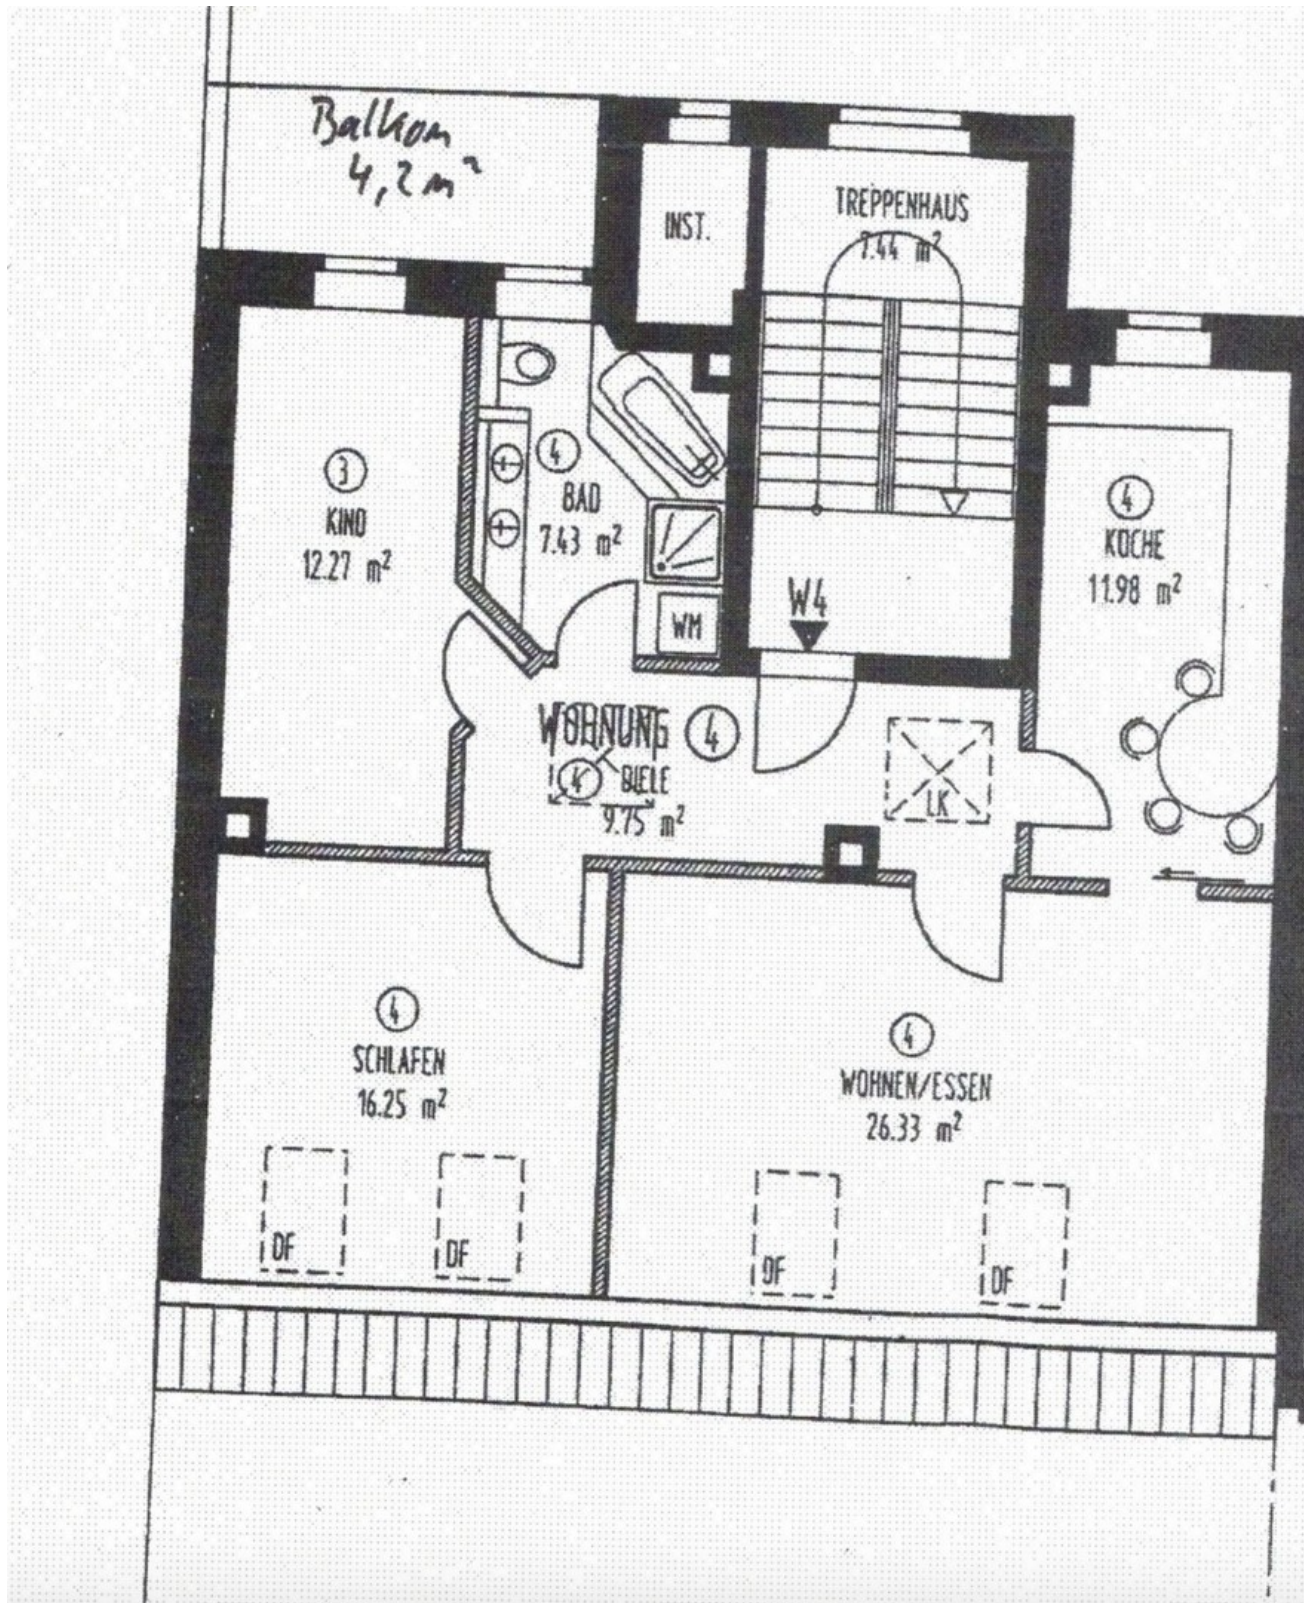 Balkon
4,2 m²
INST.
TREPPENHAUS
7.44 m²
3
KIND
12.27 m²
4
BAD
7.43 m²
WM
W4
4
KÜCHE
11.98 m²
WOHNUNG 4
4 DIELE
9.75 m²
LK
4
SCHLAFEN
16.25 m²
DF
DF
4
WOHNEN/ESSEN
26.33 m²
DF
DF